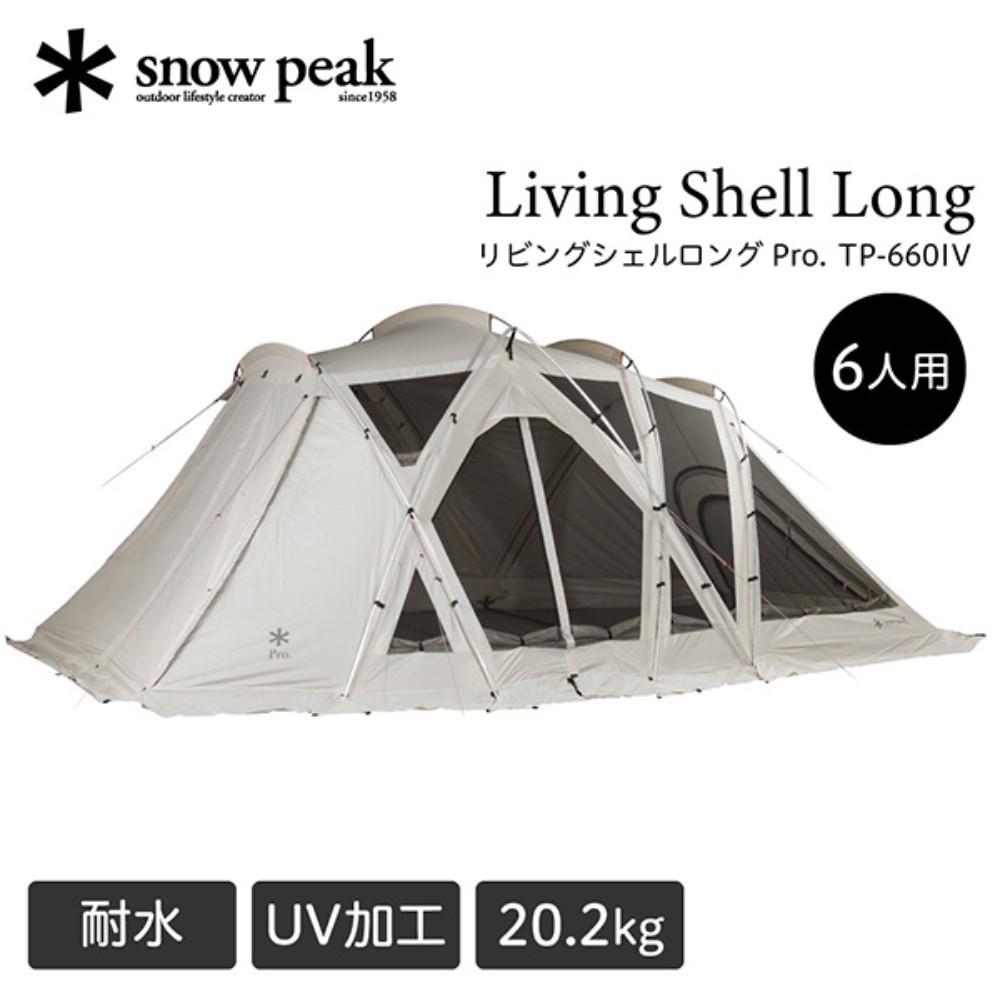 snow peak
outdoor lifestyle creator since1958
Living Shell Long
リビングシェルロング Pro. TP-660IV
6人用
Pro.
耐水
UV加工
20.2kg